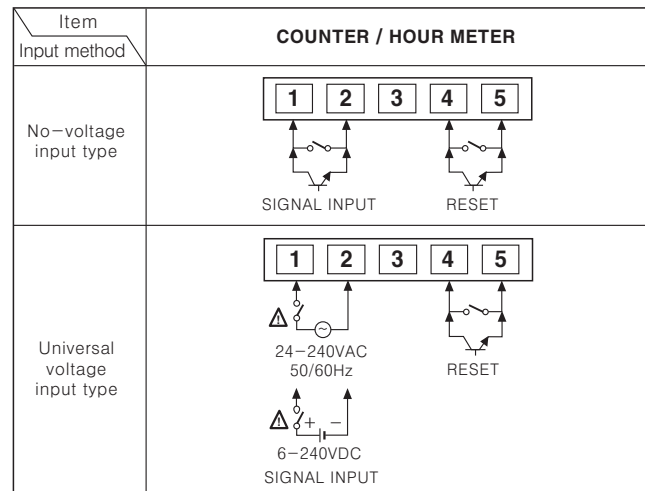 Item
Input method
COUNTER / HOUR METER
No-voltage
input type
1 2 3 4 5
SIGNAL INPUT RESET
Universal
voltage
input type
1 2 3 4 5
24-240VAC
50/60Hz
RESET
+ -
6-240VDC
SIGNAL INPUT